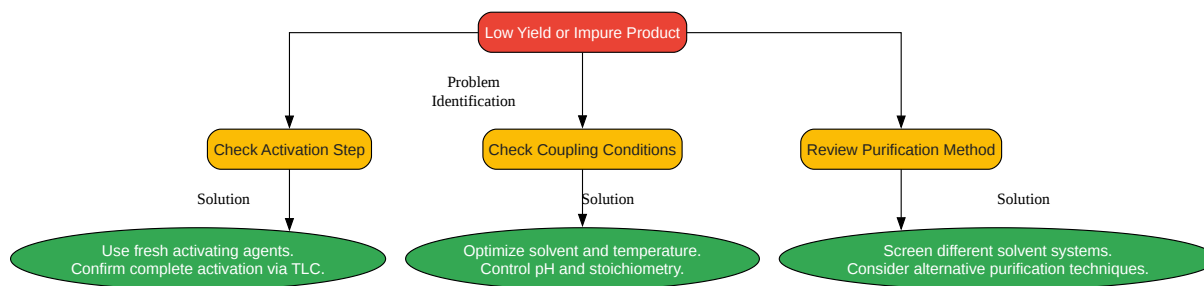 Low Yield or Impure Product
Problem
Identification
Check Activation Step
Check Coupling Conditions
Review Purification Method
Solution
Solution
Solution
Use fresh activating agents.
Confirm complete activation via TLC.
Optimize solvent and temperature.
Control pH and stoichiometry.
Screen different solvent systems.
Consider alternative purification techniques.